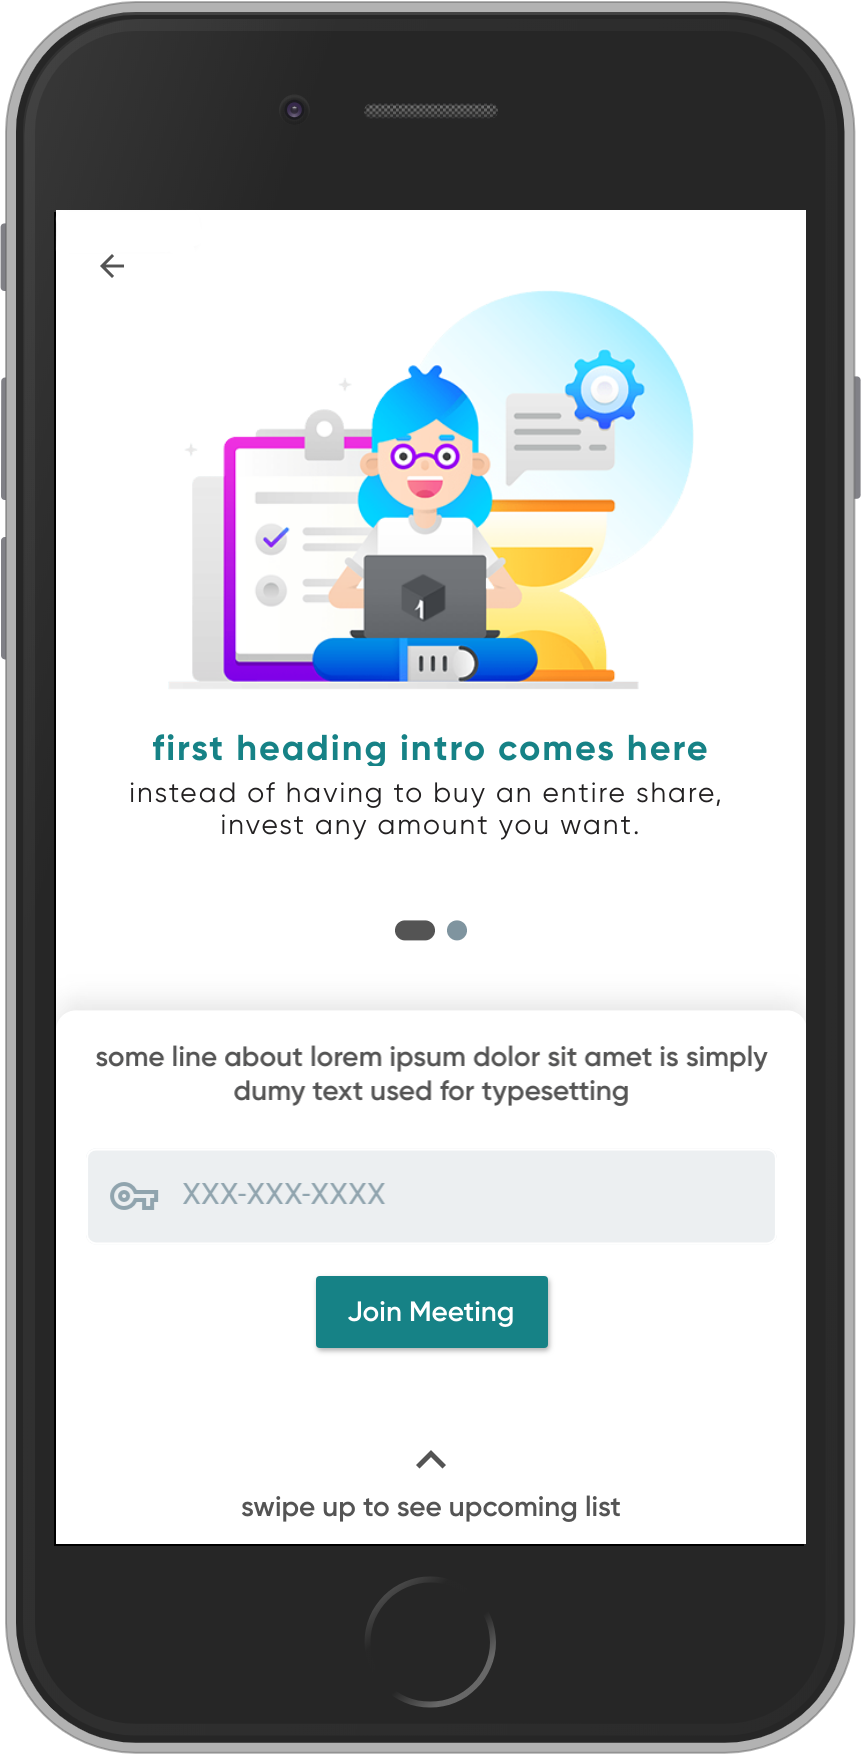 first heading intro comes here
instead of having to buy an entire share,
invest any amount you want.
some line about lorem ipsum dolor sit amet is simply
dumy text used for typesetting
XXX-XXX-XXXX
Join Meeting
swipe up to see upcoming list